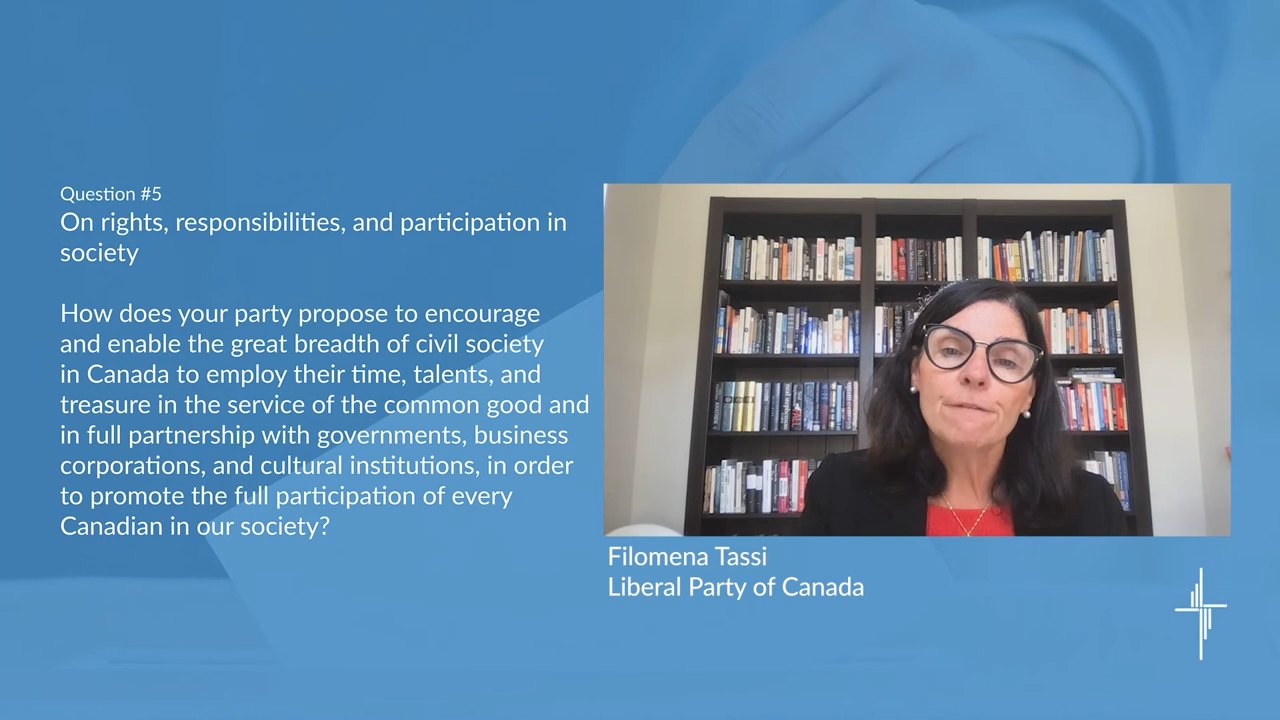 Question #5
On rights, responsibilities, and participation in
society
How does your party propose to encourage
and enable the great breadth of civil society
in Canada to employ their time, talents, and
treasure in the service of the common good and
in full partnership with governments, business
corporations, and cultural institutions, in order
to promote the full participation of every
Canadian in our society?
Filomena Tassi
Liberal Party of Canada